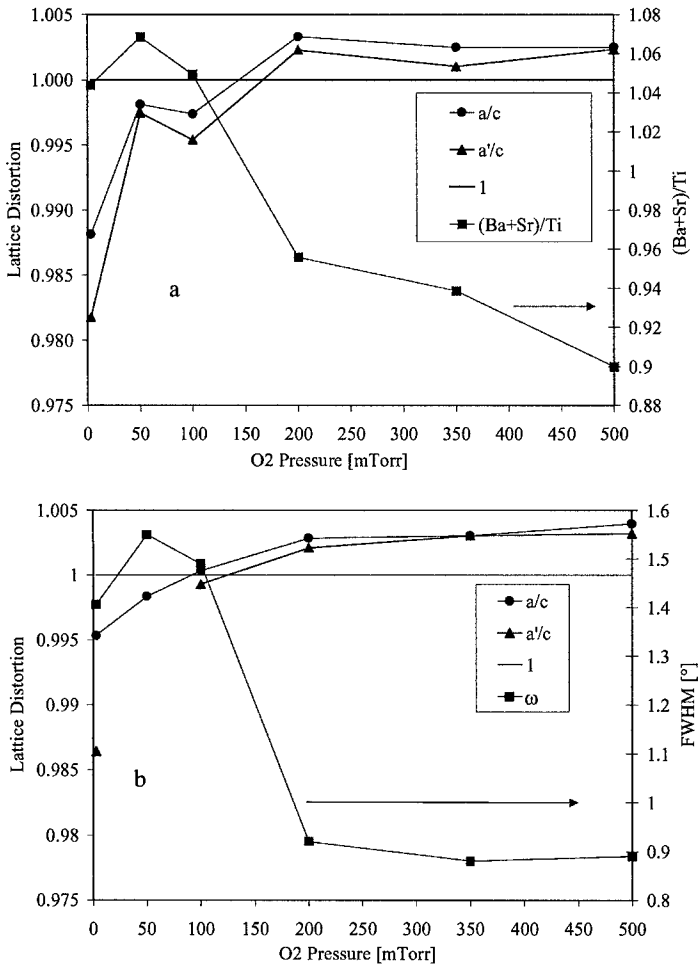 1.005
1.000
0.995
0.990
0.985
0.980
0.975
Lattice Distortion
1.08
1.06
1.04
1.02
1
0.98
0.96
0.94
0.92
0.9
0.88
(Ba+Sr)/Ti
a/c
a'/c
1
(Ba+Sr)/Ti
a
0 50 100 150 200 250 300 350 400 450 500
O2 Pressure [mTorr]
1.005
1
0.995
0.99
0.985
0.98
0.975
Lattice Distortion
1.6
1.5
1.4
1.3
1.2
1.1
1
0.9
0.8
FWHM [°]
a/c
a'/c
1
ω
b
0 50 100 150 200 250 300 350 400 450 500
O2 Pressure [mTorr]